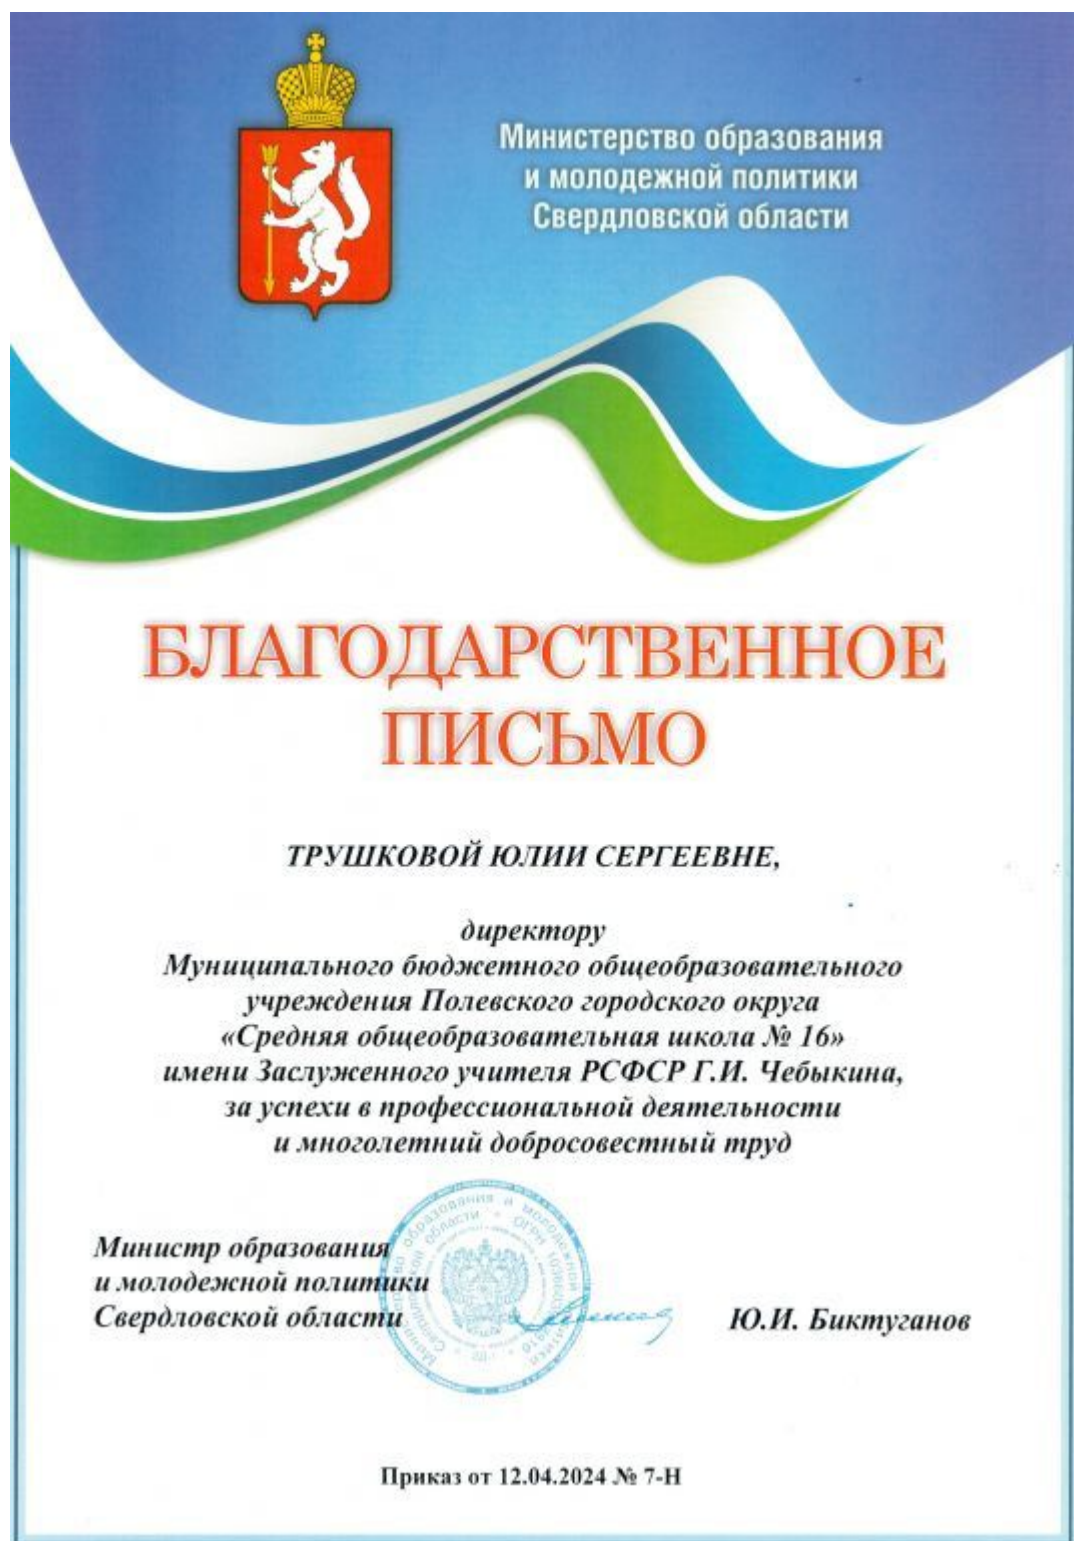 Министерство образования
и молодежной политики
Свердловской области
БЛАГОДАРСТВЕННОЕ
ПИСЬМО
ТРУШКОВОЙ ЮЛИИ СЕРГЕЕВНЕ,
директору
Муниципального бюджетного общеобразовательного
учреждения Полевского городского округа
«Средняя общеобразовательная школа № 16»
имени Заслуженного учителя РСФСР Г.И. Чебыкина,
за успехи в профессиональной деятельности
и многолетний добросовестный труд
Министр образования
и молодежной политики
Свердловской области
Ю.И. Биктуганов
Приказ от 12.04.2024 № 7-Н